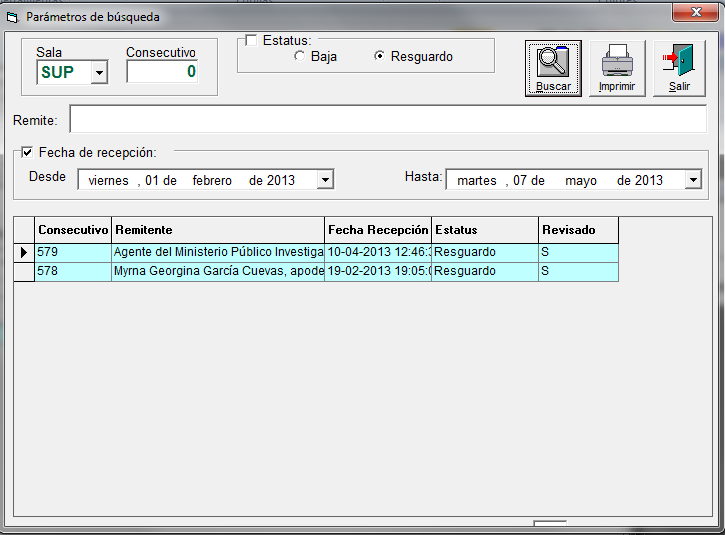 Parámetros de búsqueda
Sala
Consecutivo
Estatus:
SUP
0
Baja
Resguardo
Buscar
Imprimir
Salir
Remite:
Fecha de recepción:
Desde
viernes , 01 de febrero de 2013
Hasta:
martes , 07 de mayo de 2013
Consecutivo Remitente Fecha Recepción Estatus Revisado
579 Agente del Ministerio Público Investiga 10-04-2013 12:46: Resguardo S
578 Myrna Georgina García Cuevas, apode 19-02-2013 19:05:0 Resguardo S